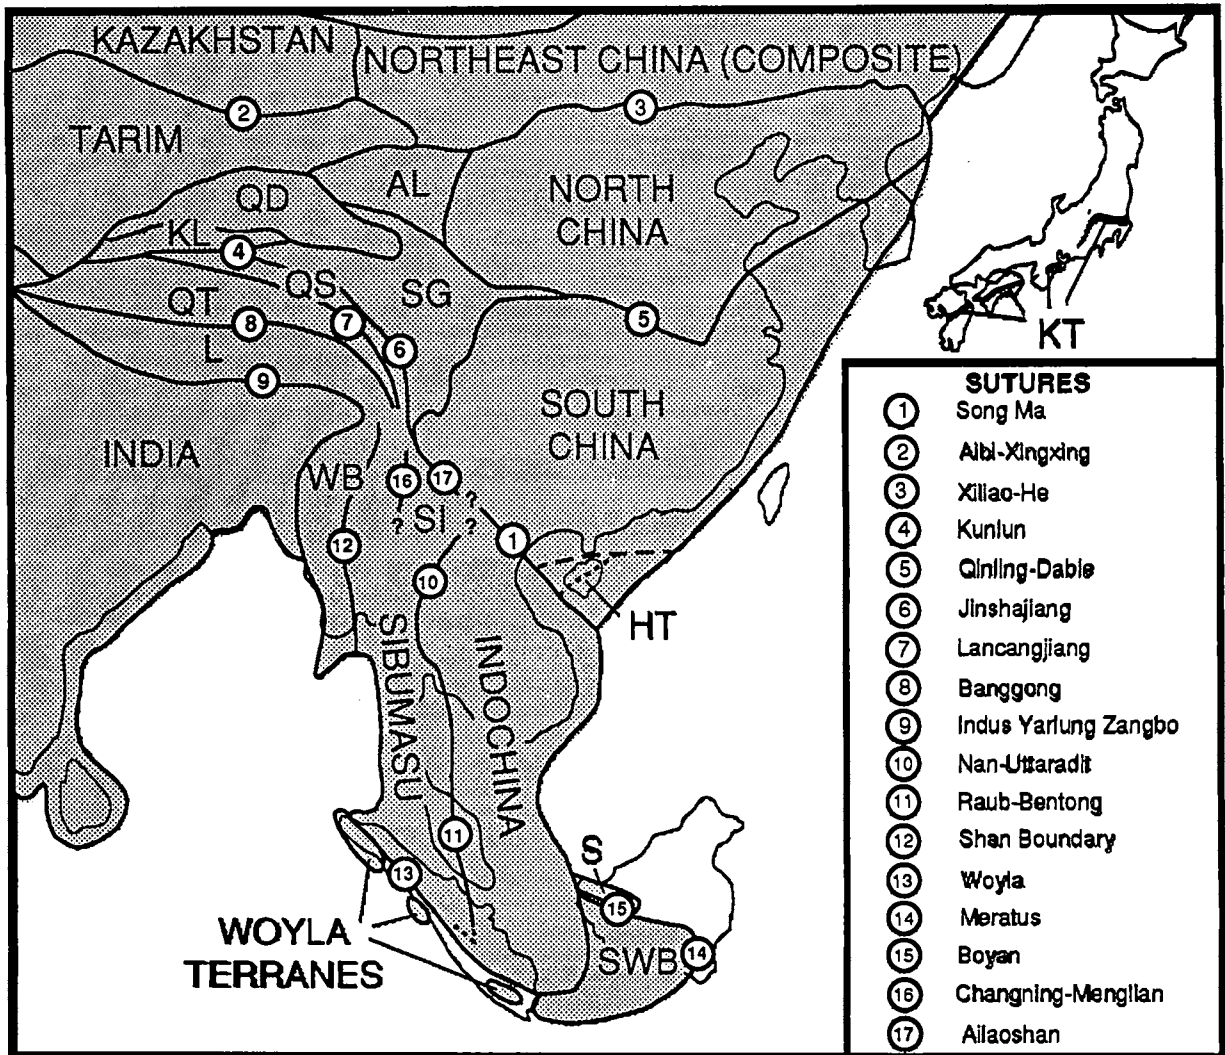 KAZAKHSTAN
NORTHEAST CHINA (COMPOSITE)
2
3
TARIM
AL
QD
NORTH
CHINA
KL
4
QS
SG
QT
8
7
5
KT
L
6
9
SOUTH
CHINA
INDIA
WB
16
17
?
?
SI
?
12
1
10
HT
SIBUMASU
INDOCHINA
11
S
13
15
WOYLA
TERRANES
SWB
14
SUTURES
1 Song Ma
2 Aibi-Xingxing
3 Xiliao-He
4 Kunlun
5 Qinling-Dabie
6 Jinshajiang
7 Lancangjiang
8 Banggong
9 Indus Yarlung Zangbo
10 Nan-Uttaradit
11 Raub-Bentong
12 Shan Boundary
13 Woyla
14 Meratus
15 Boyan
16 Changning-Menglian
17 Ailaoshan